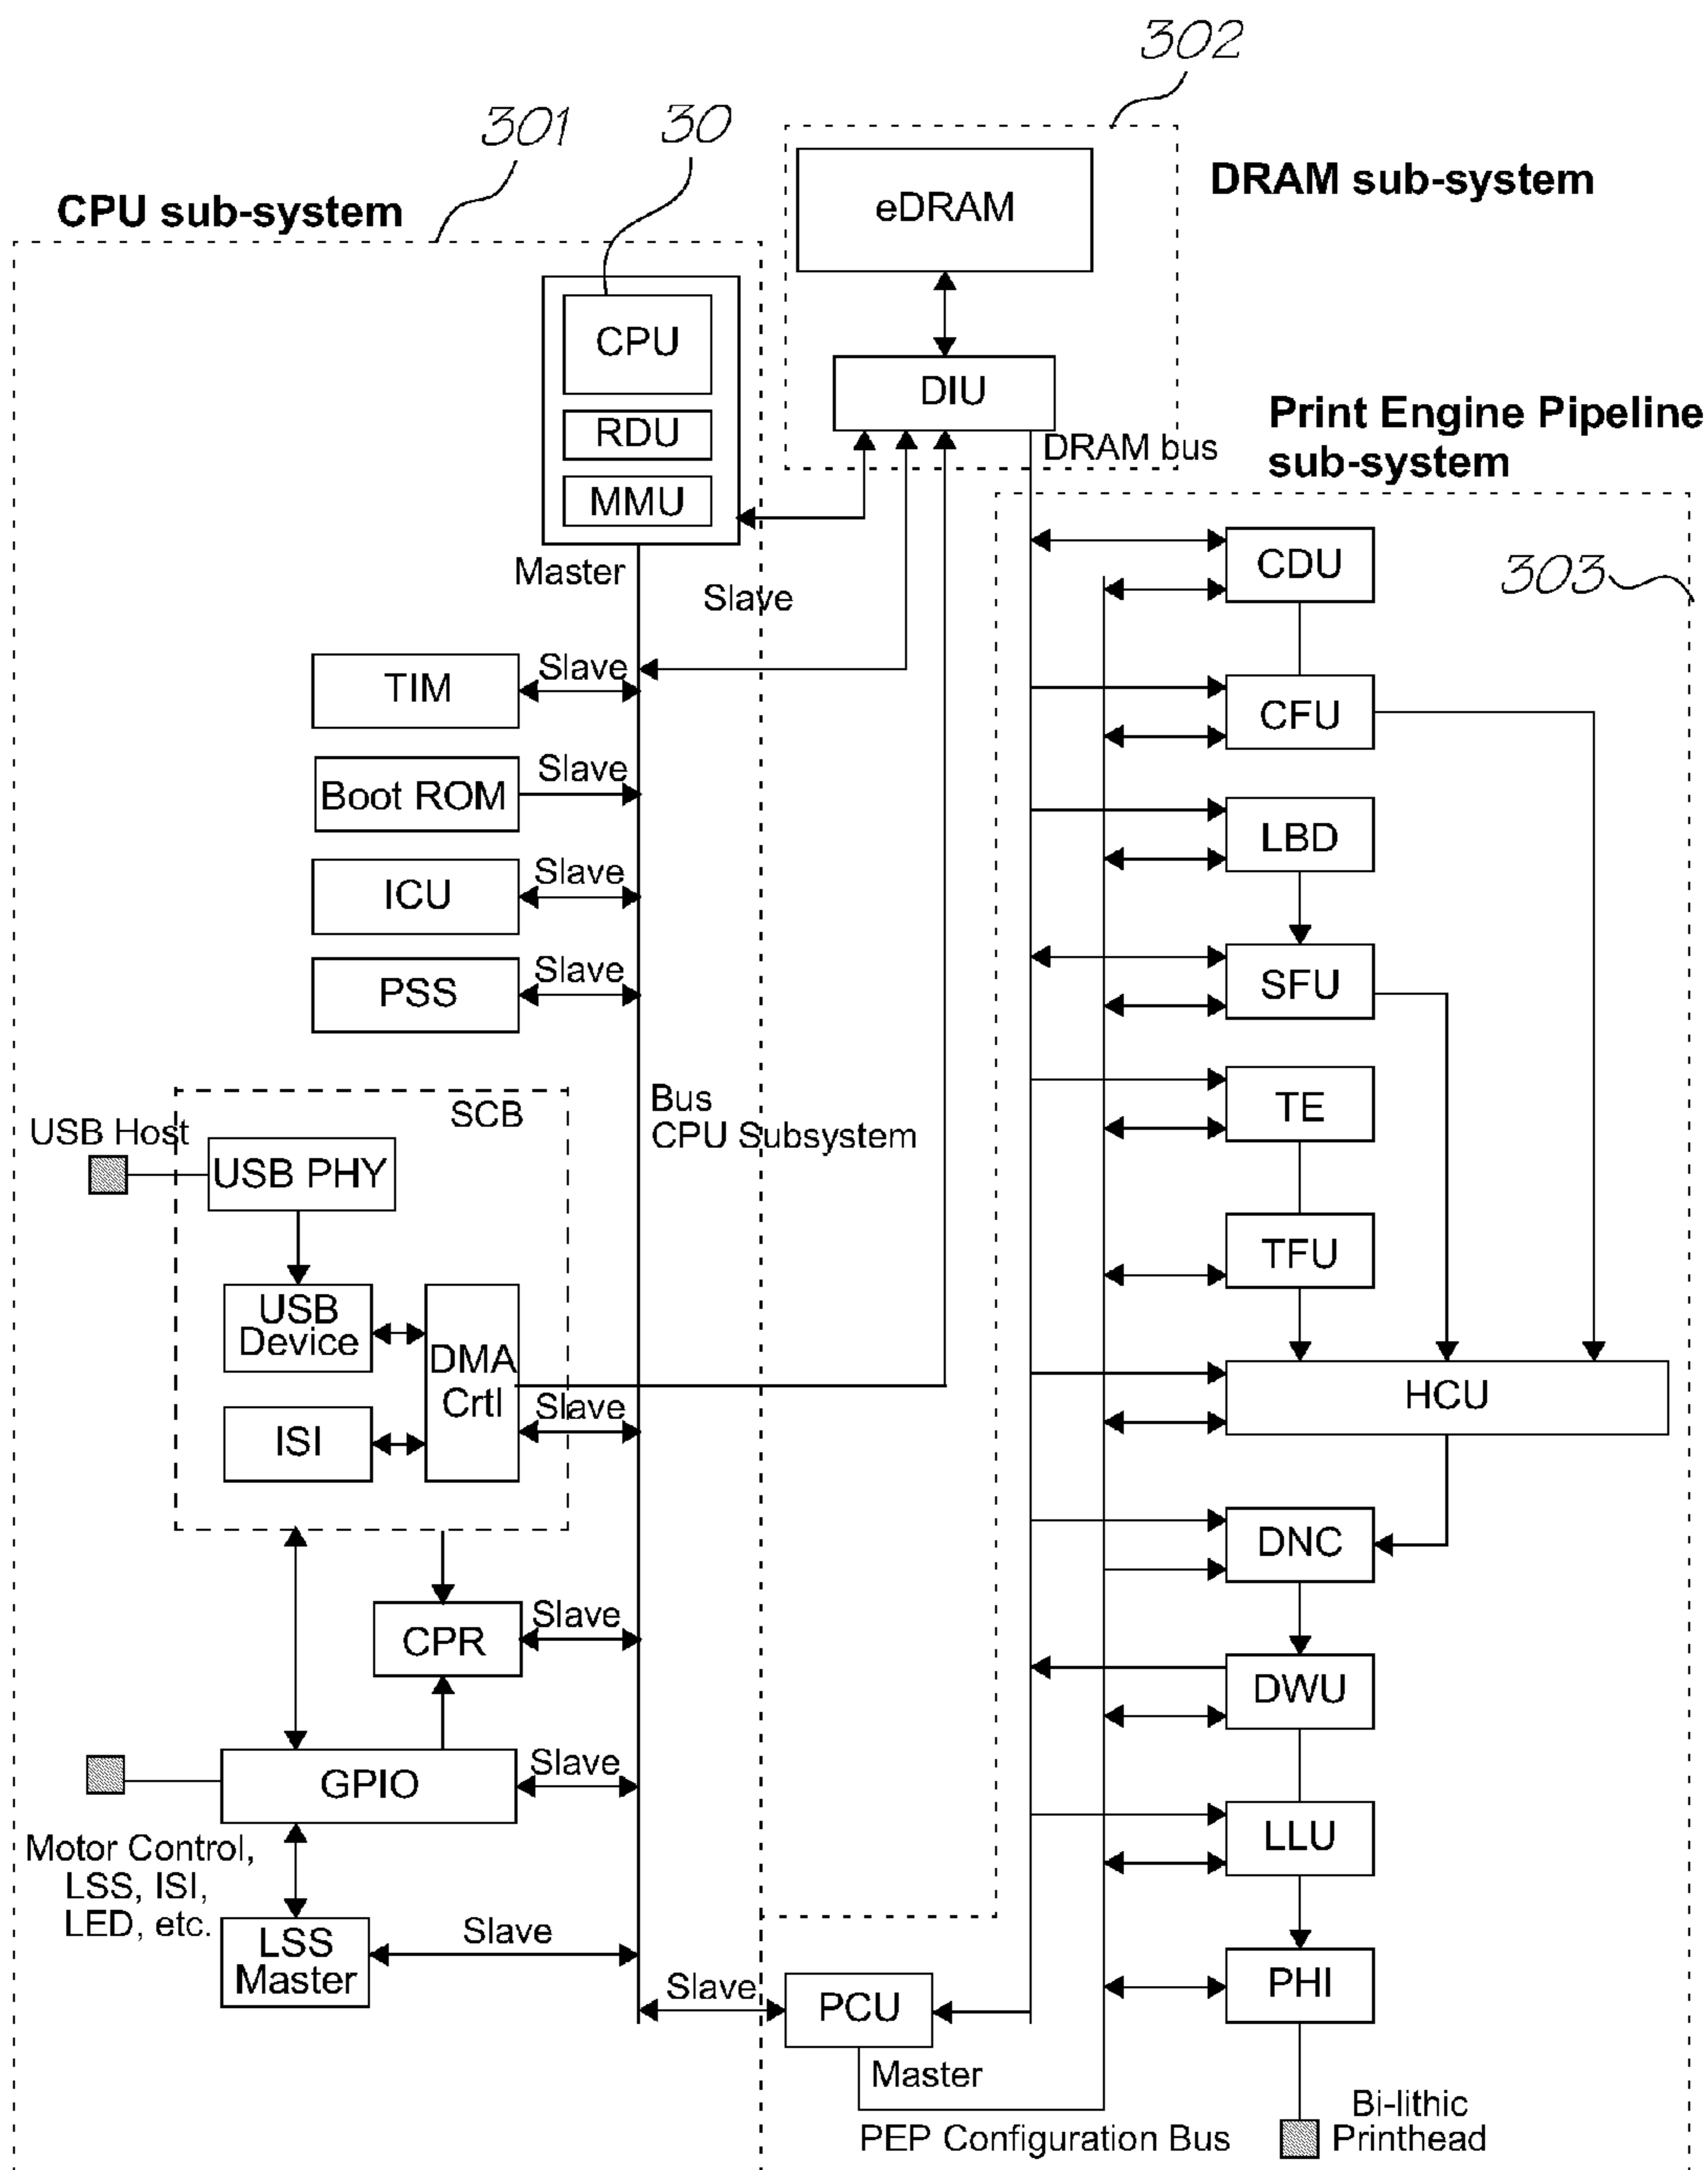 302
301
30
DRAM sub-system
CPU sub-system
eDRAM
CPU
DIU
RDU
Print Engine Pipeline
sub-system
DRAM bus
MMU
Master
Slave
CDU
303
TIM
Slave
CFU
Boot ROM
Slave
LBD
ICU
Slave
PSS
Slave
SFU
SCB
Bus
CPU Subsystem
TE
USB Host
USB PHY
TFU
USB
Device
DMA
Crtl
Slave
HCU
ISI
DNC
CPR
Slave
DWU
GPIO
Slave
Motor Control,
LSS, ISI,
LED, etc.
LLU
LSS
Master
Slave
Slave
PCU
PHI
Master
PEP Configuration Bus
Bi-lithic
Printhead